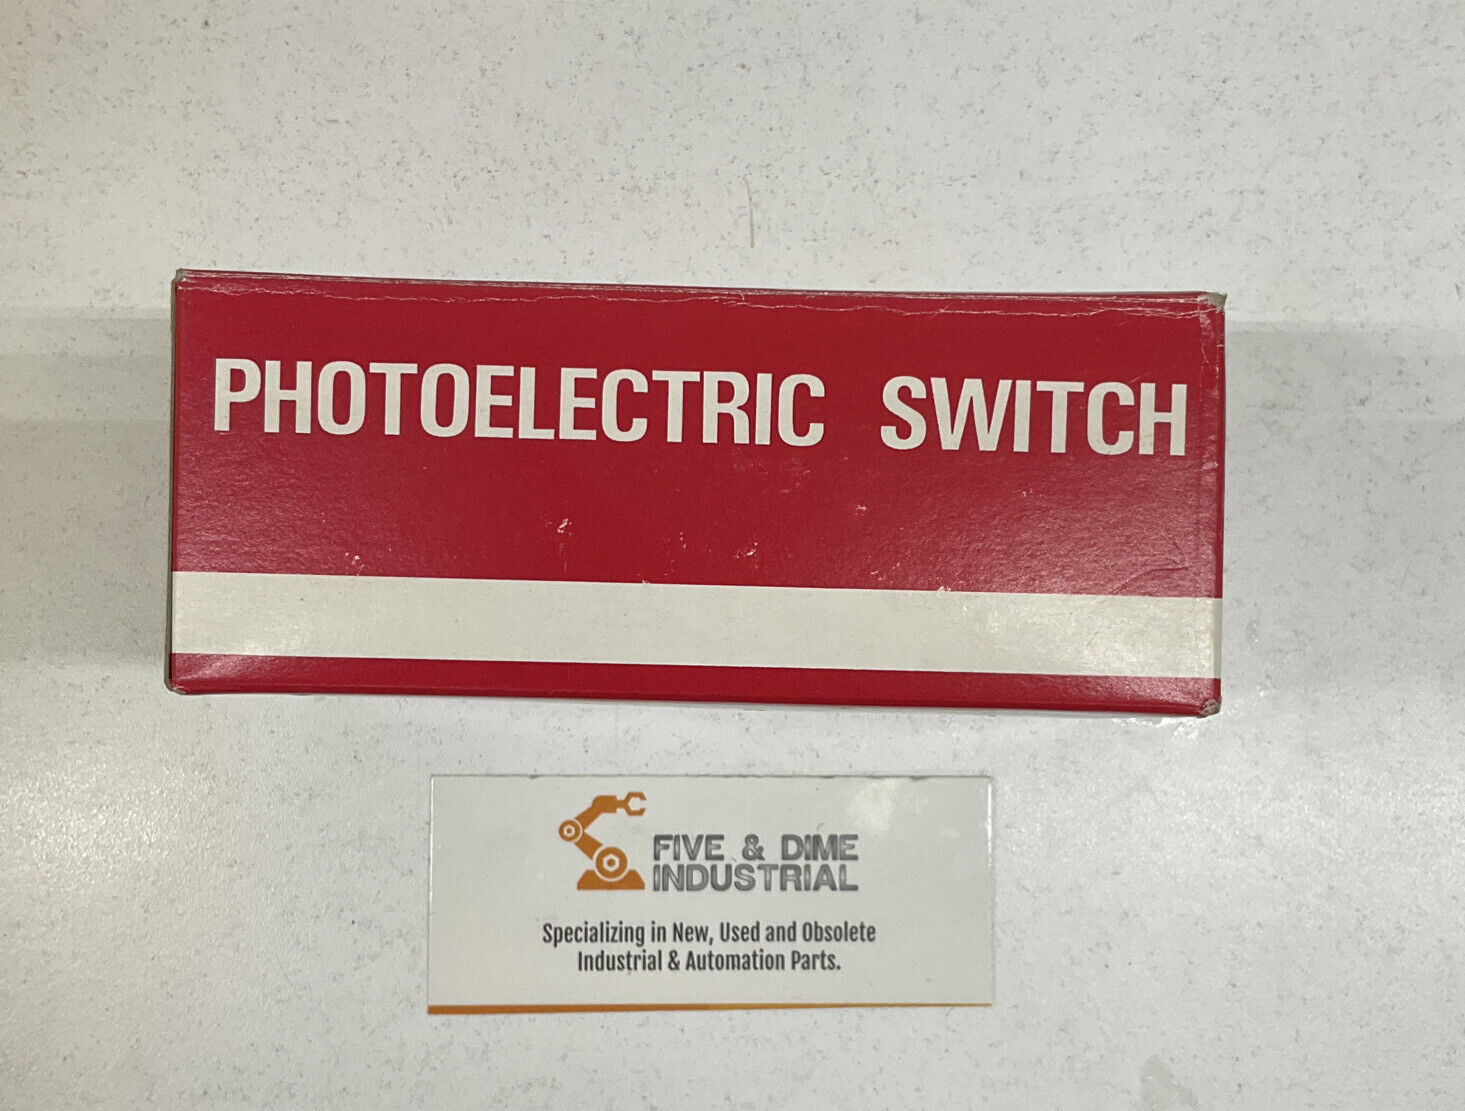 PHOTOELECTRIC SWITCH
FIVE & DIME
INDUSTRIAL
Specializing in New, Used and Obsolete
Industrial & Automation Parts.